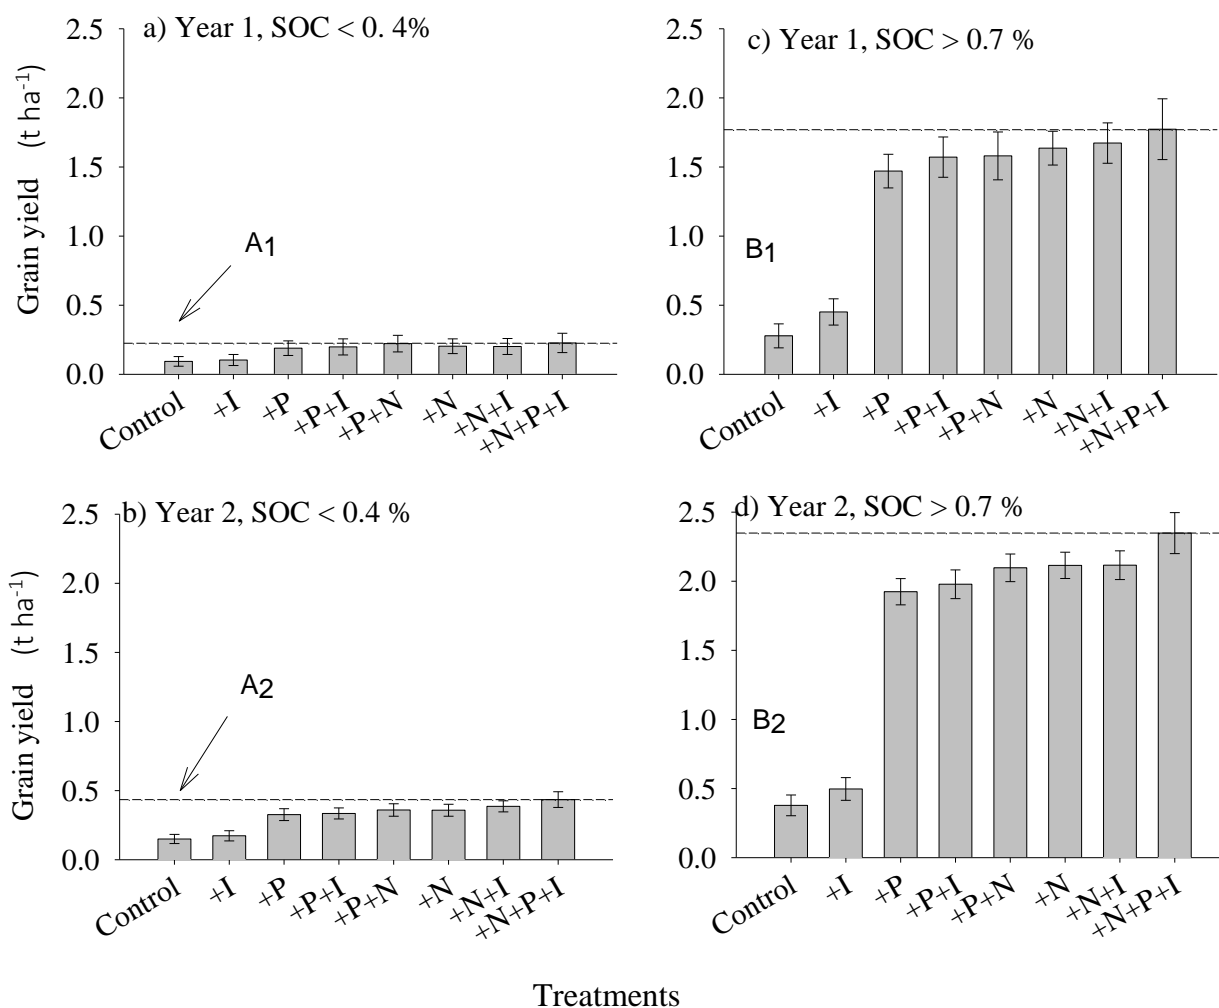 a) Year 1, SOC < 0. 4%
2.5
2.0
1.5
1.0
0.5
0.0
Grain yield (t ha⁻¹)
A1
Control
+I
+P
+P+I
+P+N
+N
+N+I
+N+P+I
c) Year 1, SOC > 0.7 %
2.5
2.0
1.5
1.0
0.5
0.0
B1
Control
+I
+P
+P+I
+P+N
+N
+N+I
+N+P+I
b) Year 2, SOC < 0.4 %
2.5
2.0
1.5
1.0
0.5
0.0
Grain yield (t ha⁻¹)
A2
Control
+I
+P
+P+I
+P+N
+N
+N+I
+N+P+I
d) Year 2, SOC > 0.7 %
2.5
2.0
1.5
1.0
0.5
0.0
B2
Control
+I
+P
+P+I
+P+N
+N
+N+I
+N+P+I
Treatments